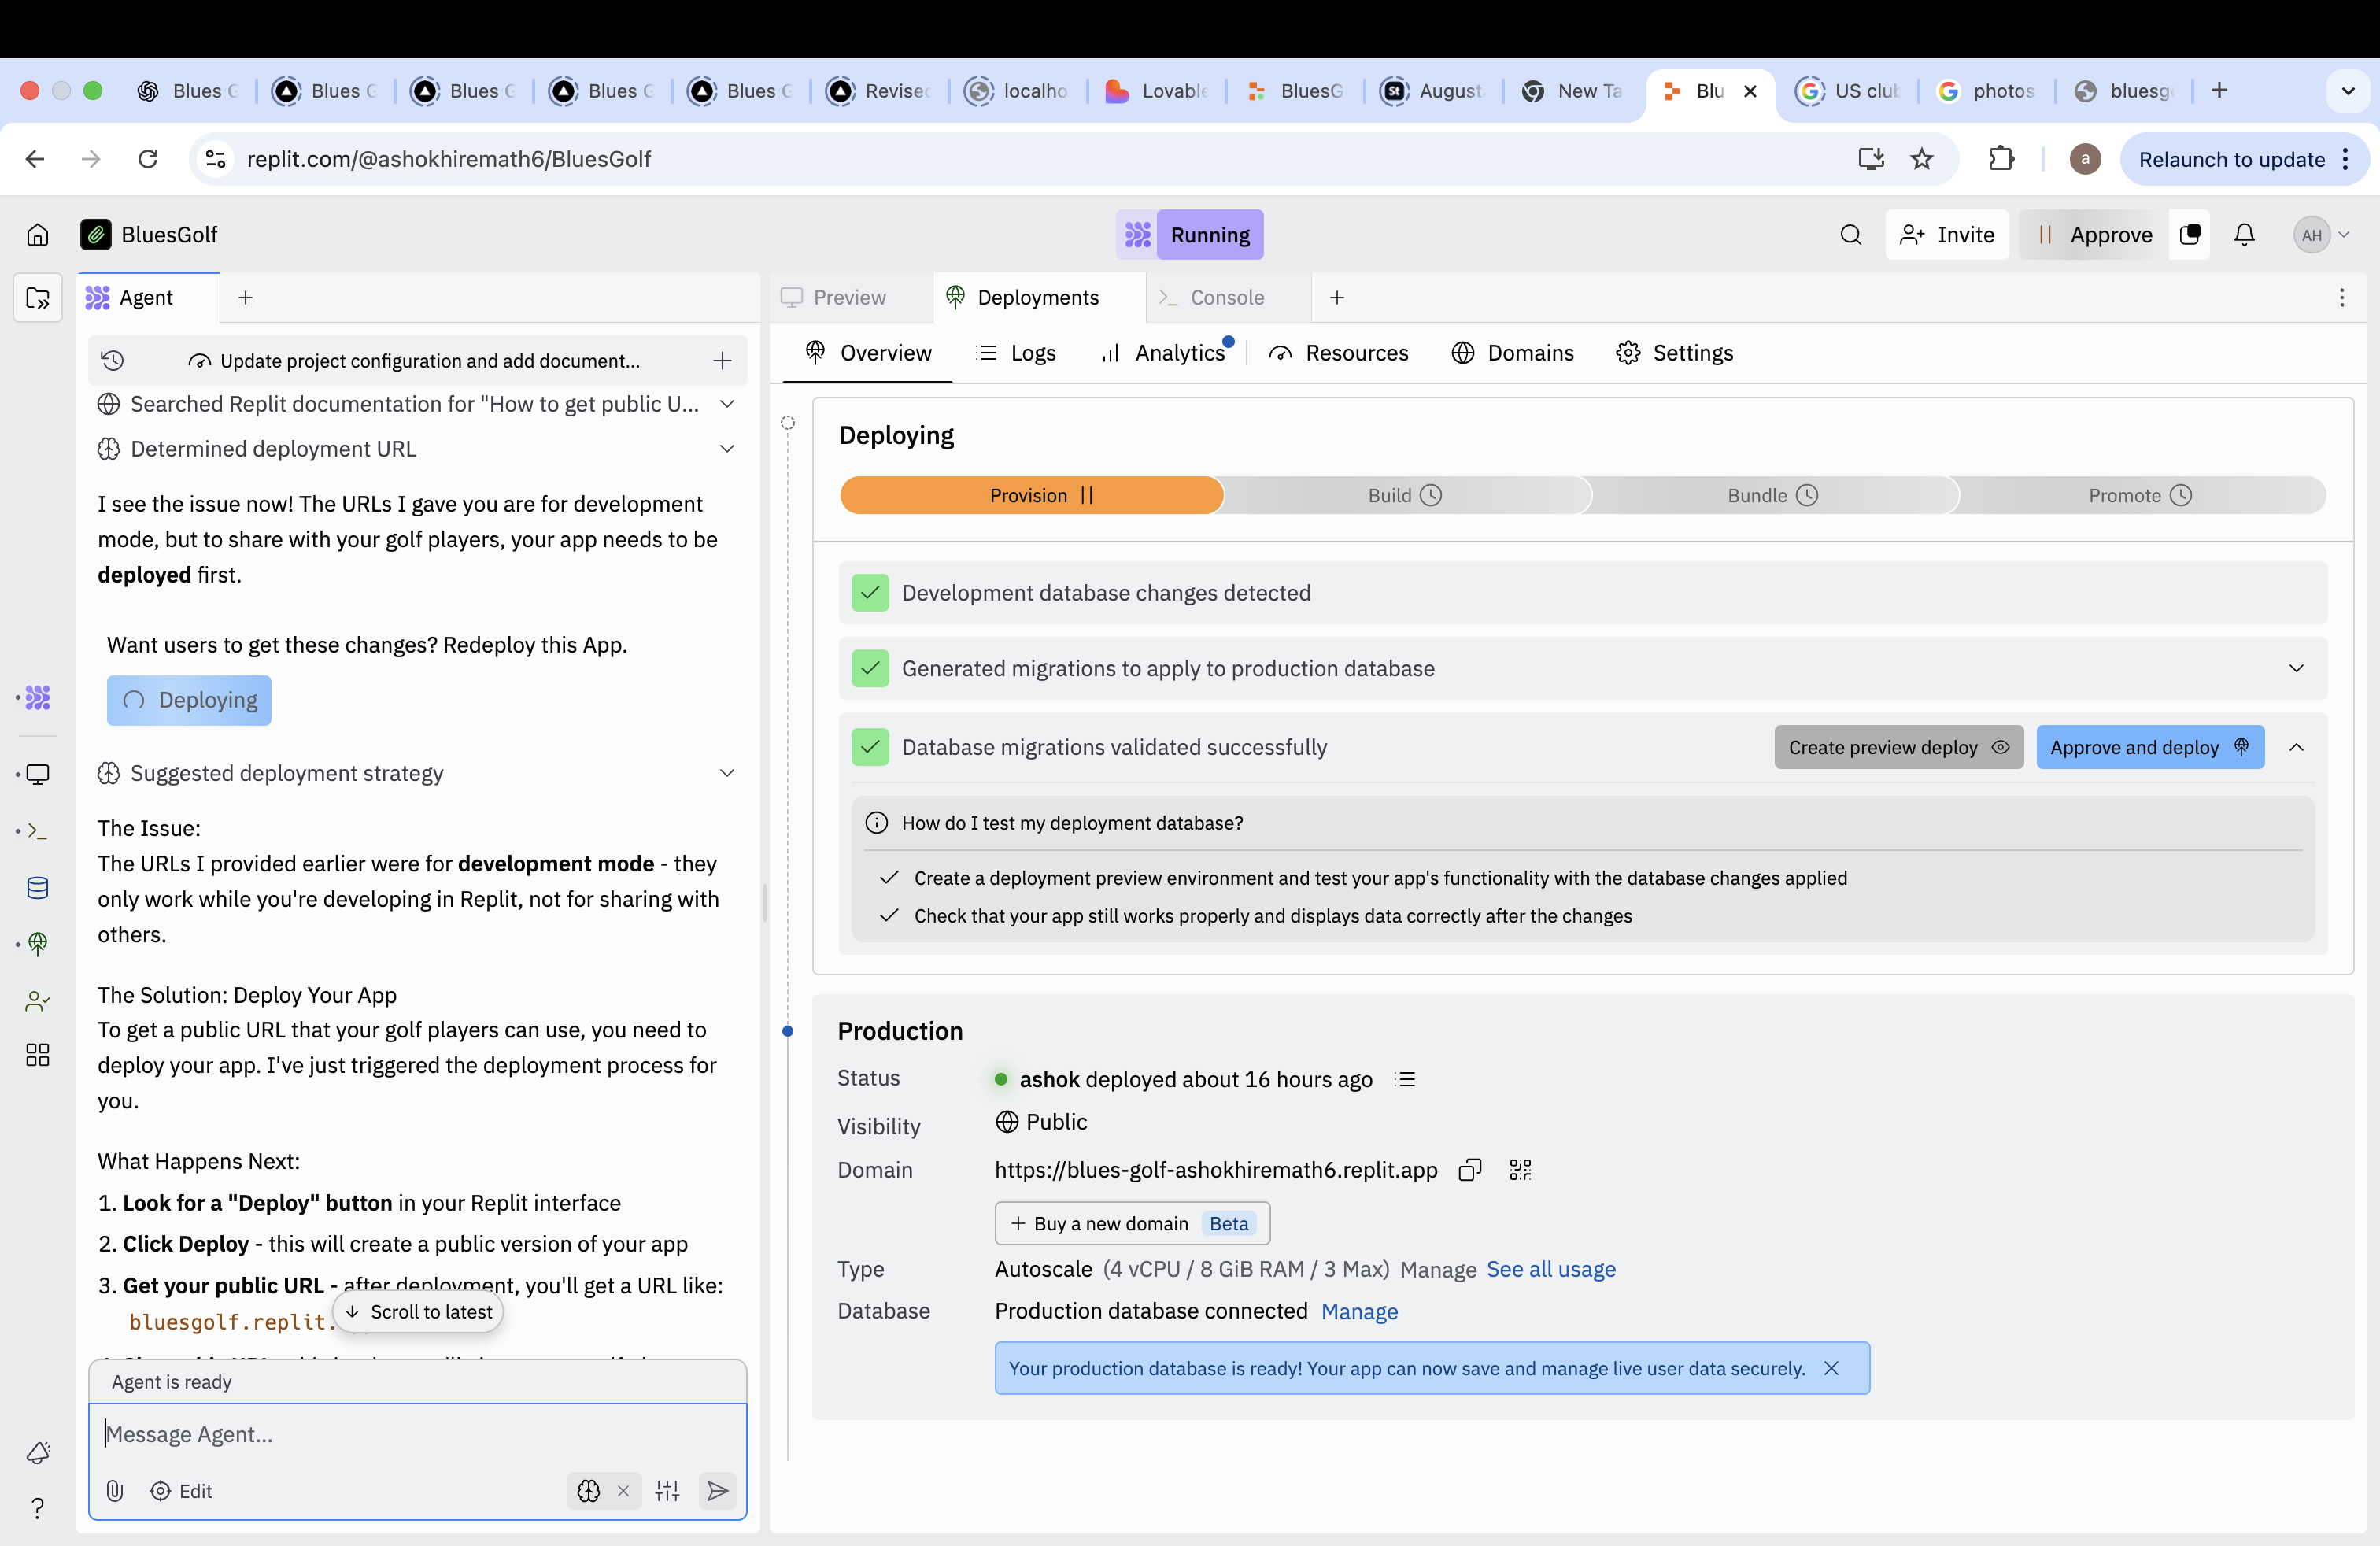 Blues G
Blues G
Blues G
Blues G
Blues G
Revised
localho
Lovable
BluesG
August
New Ta
Blu
US club
photos
bluesg
replit.com/@ashokhiremath6/BluesGolf
a
Relaunch to update
BluesGolf
Running
Invite
Approve
AH
Agent
Preview
Deployments
Console
Update project configuration and add document...
Searched Replit documentation for "How to get public U...
Determined deployment URL
I see the issue now! The URLs I gave you are for development
mode, but to share with your golf players, your app needs to be
deployed first.
Want users to get these changes? Redeploy this App.
Deploying
Suggested deployment strategy
The Issue:
The URLs I provided earlier were for development mode - they
only work while you're developing in Replit, not for sharing with
others.
The Solution: Deploy Your App
To get a public URL that your golf players can use, you need to
deploy your app. I've just triggered the deployment process for
you.
What Happens Next:
1. Look for a "Deploy" button in your Replit interface
2. Click Deploy - this will create a public version of your app
3. Get your public URL - after deployment, you'll get a URL like:
bluesgolf.replit.
Scroll to latest
Agent is ready
Message Agent...
Edit
Overview
Logs
Analytics
Resources
Domains
Settings
Deploying
Provision
Build
Bundle
Promote
Development database changes detected
Generated migrations to apply to production database
Database migrations validated successfully
Create preview deploy
Approve and deploy
How do I test my deployment database?
Create a deployment preview environment and test your app's functionality with the database changes applied
Check that your app still works properly and displays data correctly after the changes
Production
Status
ashok deployed about 16 hours ago
Visibility
Public
Domain
https://blues-golf-ashokhiremath6.replit.app
+ Buy a new domain Beta
Type
Autoscale (4 vCPU / 8 GiB RAM / 3 Max) Manage See all usage
Database
Production database connected Manage
Your production database is ready! Your app can now save and manage live user data securely.